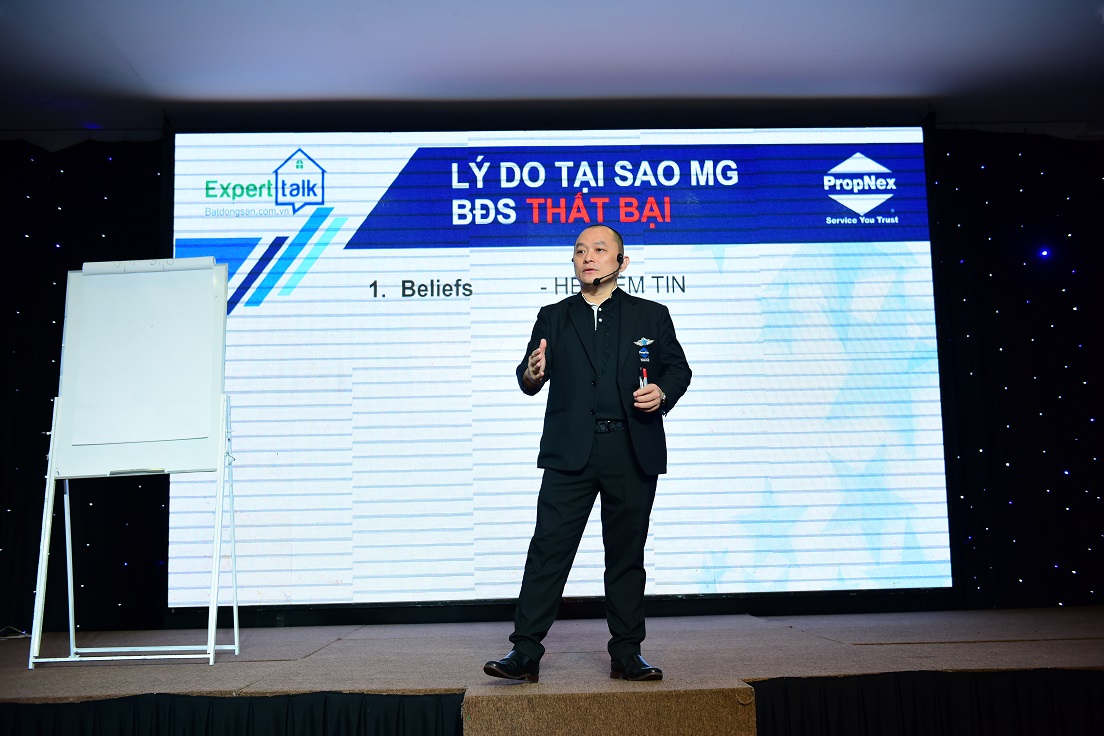 Expert talk
Batdongsan.com.vn
LÝ DO TẠI SAO MG
BĐS THẤT BẠI
PropNex
Service You Trust
1. Beliefs - HỆ TIN